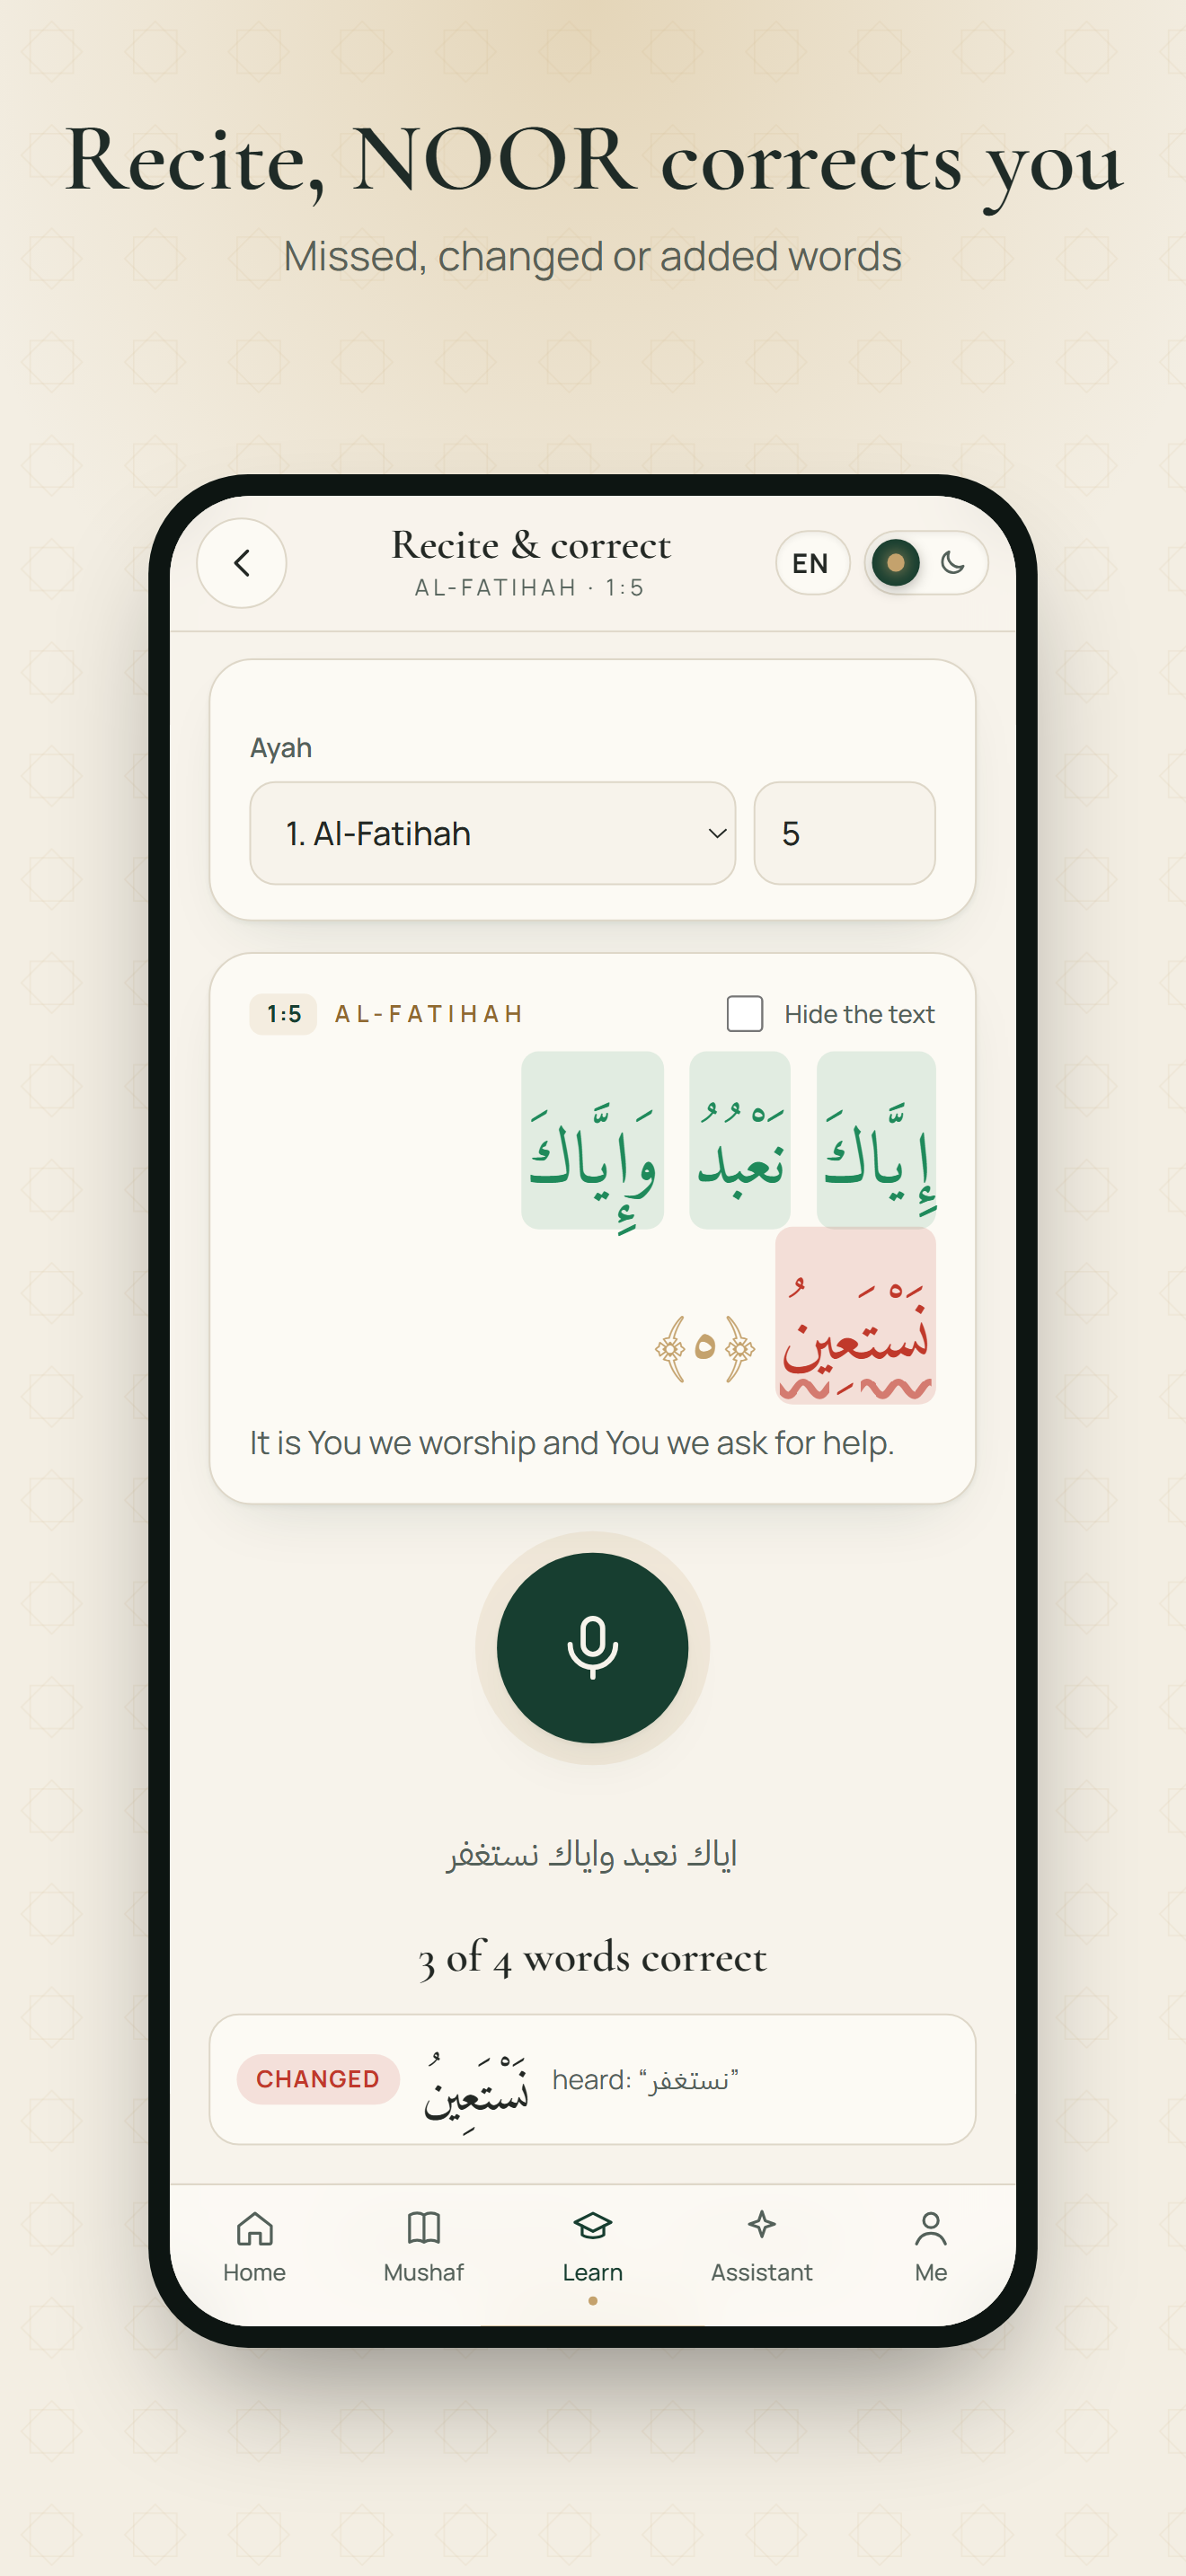 Recite, NOOR corrects you
Missed, changed or added words
Recite & correct
AL-FATIHAH · 1:5
EN
Ayah
1. Al-Fatihah
5
1:5 AL-FATIHAH
Hide the text
إِيَّاكَ نَعْبُدُ وَإِيَّاكَ
نَسْتَعِينُ ﴿٥﴾
It is You we worship and You we ask for help.
اياك نعبد واياك نستغفر
3 of 4 words correct
CHANGED نَسْتَعِينُ heard: “نستغفر”
Home Mushaf Learn Assistant Me